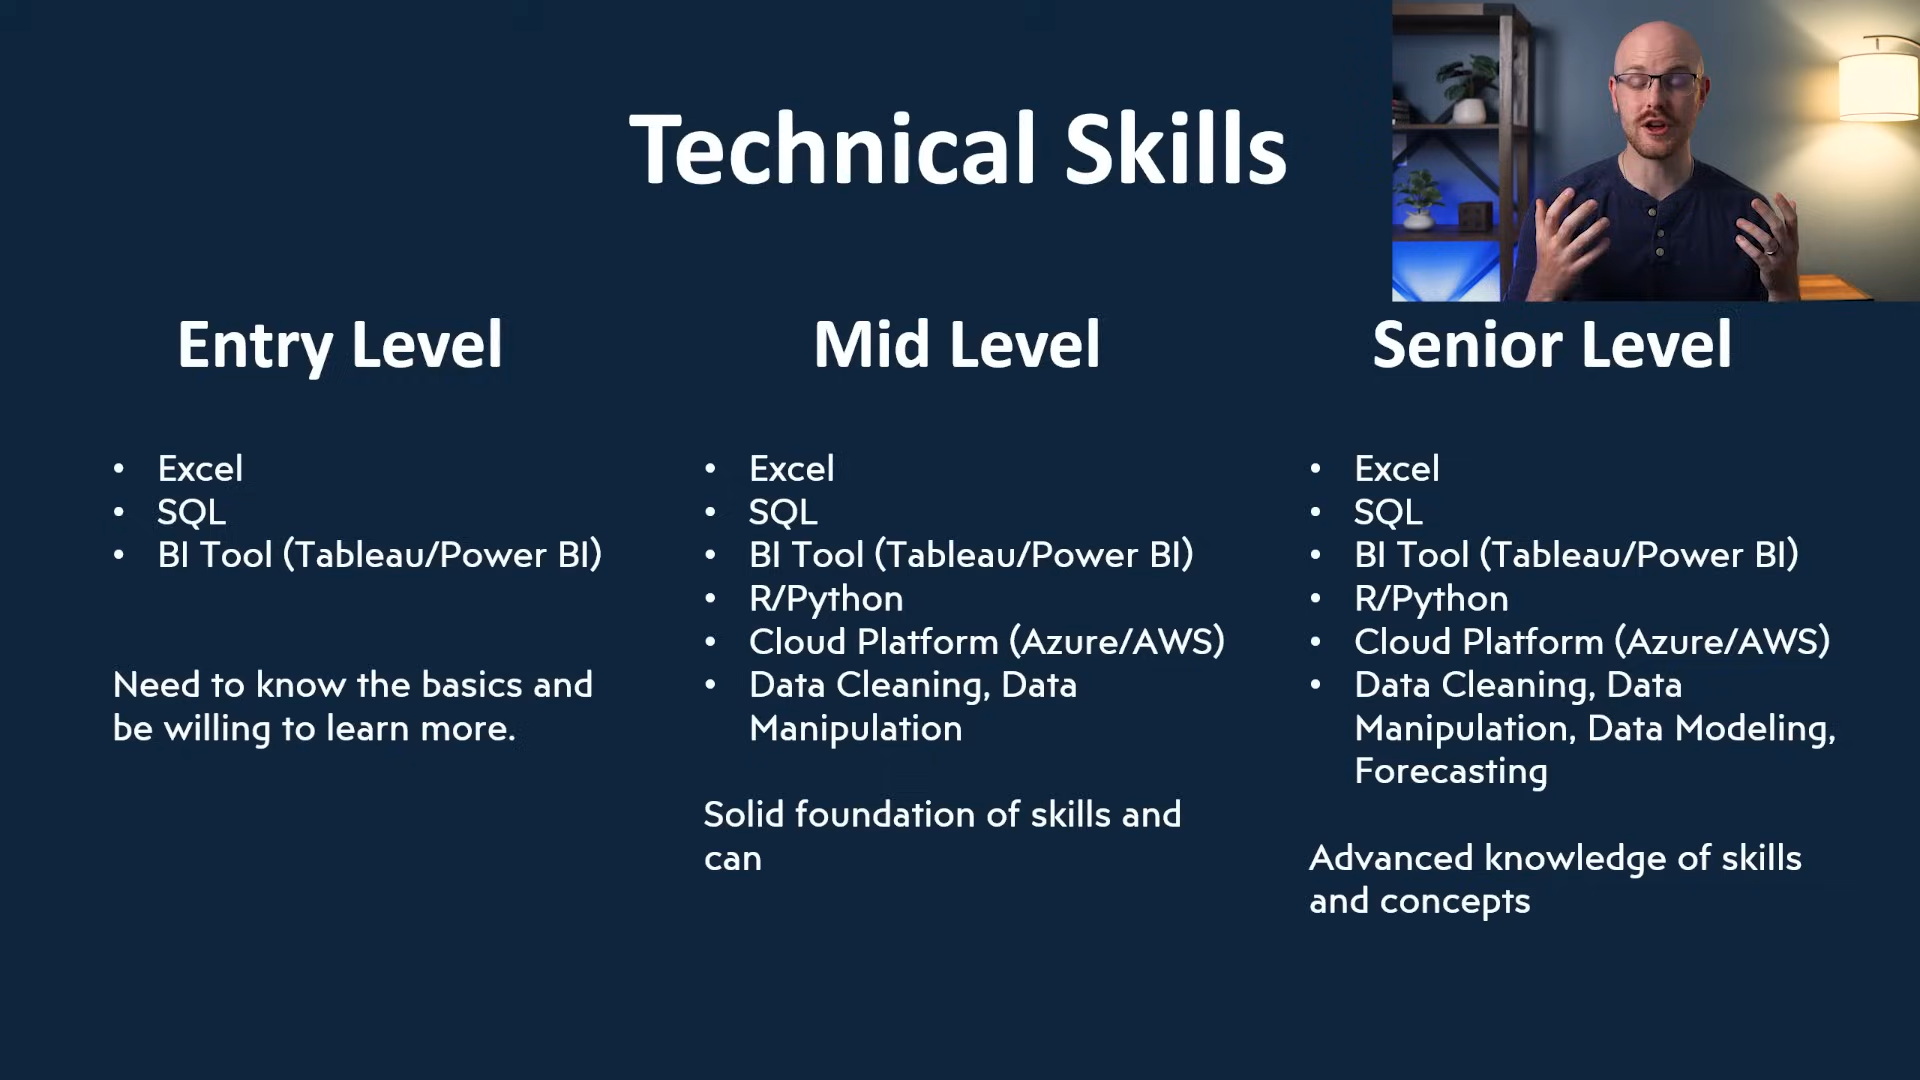 Technical Skills
Entry Level
• Excel
• SQL
• BI Tool (Tableau/Power BI)
Need to know the basics and
be willing to learn more.
Mid Level
• Excel
• SQL
• BI Tool (Tableau/Power BI)
• R/Python
• Cloud Platform (Azure/AWS)
• Data Cleaning, Data
Manipulation
Solid foundation of skills and
can
Senior Level
• Excel
• SQL
• BI Tool (Tableau/Power BI)
• R/Python
• Cloud Platform (Azure/AWS)
• Data Cleaning, Data
Manipulation, Data Modeling,
Forecasting
Advanced knowledge of skills
and concepts